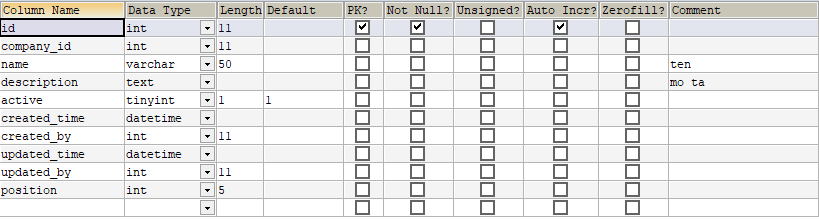 Column Name Data Type Length Default PK? Not Null? Unsigned? Auto Incr? Zerofill? Comment
id int 11
company_id int 11
name varchar 50 ten
description text mo ta
active tinyint 1 1
created_time datetime
created_by int 11
updated_time datetime
updated_by int 11
position int 5